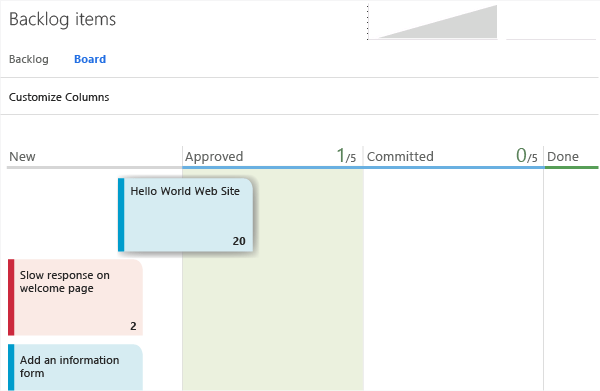 Backlog items
Backlog Board
Customize Columns
New Approved 1/5 Committed 0/5 Done
Hello World Web Site
20
Slow response on
welcome page
2
Add an information
form